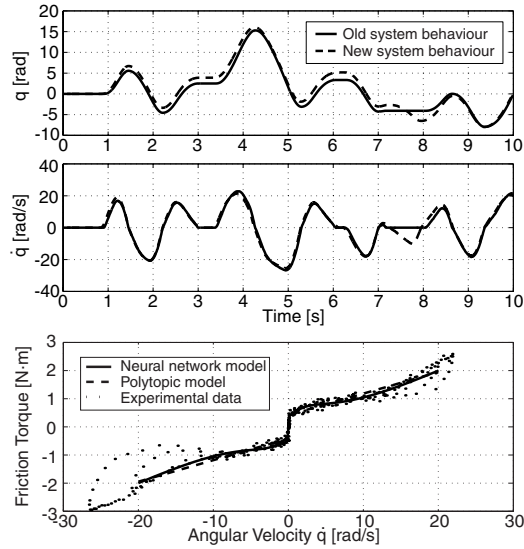 20
15
10
5
0
-5
-10
q [rad]
Old system behaviour
New system behaviour
0 1 2 3 4 5 6 7 8 9 10
40
20
0
-20
-40
q̇ [rad/s]
0 1 2 3 4 5 6 7 8 9 10
Time [s]
3
2
1
0
-1
-2
-3
Friction Torque [N·m]
Neural network model
Polytopic model
Experimental data
-30 -20 -10 0 10 20 30
Angular Velocity q̇ [rad/s]